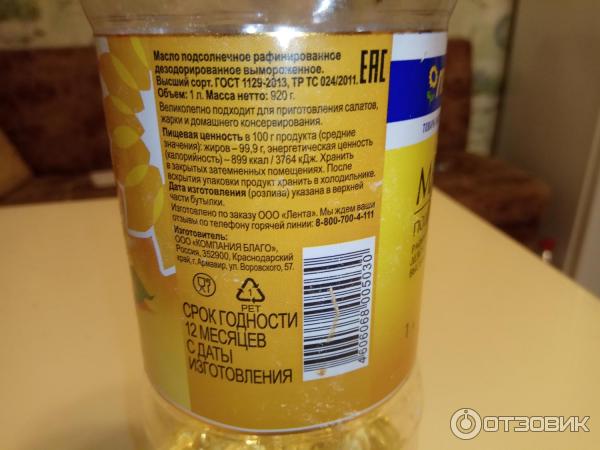 Масло подсолнечное рафинированное
дезодорированное вымороженное.
Высший сорт. ГОСТ 1129-2013, ТР ТС 024/2011.
Объем: 1 л. Масса нетто: 920 г.
EAC
Великолепно подходит для приготовления салатов,
жарки и домашнего консервирования.
Пищевая ценность в 100 г продукта (средние
значения): жиров – 99,9 г, энергетическая ценность
(калорийность) – 899 ккал / 3764 кДж. Хранить
в закрытых затемненных помещениях. После
вскрытия упаковки продукт хранить в холодильнике.
Дата изготовления (розлива) указана в верхней
части бутылки.
Изготовлено по заказу ООО «Лента». Мы ждем ваши
отзывы по телефону горячей линии: 8-800-700-4-111
Изготовитель:
ООО «КОМПАНИЯ БЛАГО»,
Россия, 352900, Краснодарский
край, г. Армавир, ул. Воровского, 57.
1
PET
СРОК ГОДНОСТИ
12 МЕСЯЦЕВ
С ДАТЫ
ИЗГОТОВЛЕНИЯ
4606068005030
ОТЗОВИК